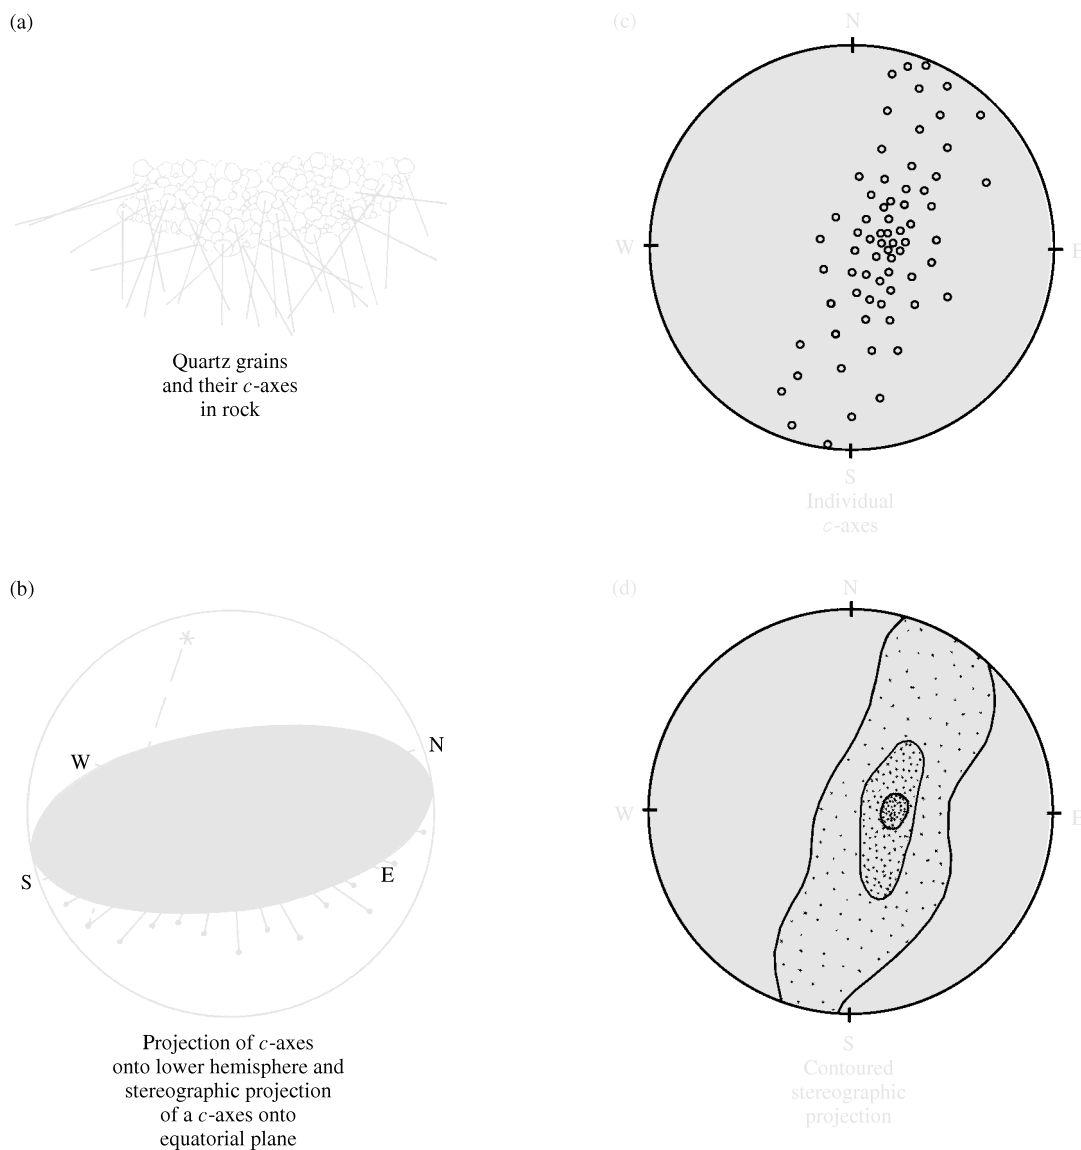 (a)
Quartz grains
and their c-axes
in rock
(c)
N
W
E
S
Individual
c-axes
(b)
N
W
S
E
Projection of c-axes
onto lower hemisphere and
stereographic projection
of a c-axes onto
equatorial plane
(d)
N
W
E
S
Contoured
stereographic
projection